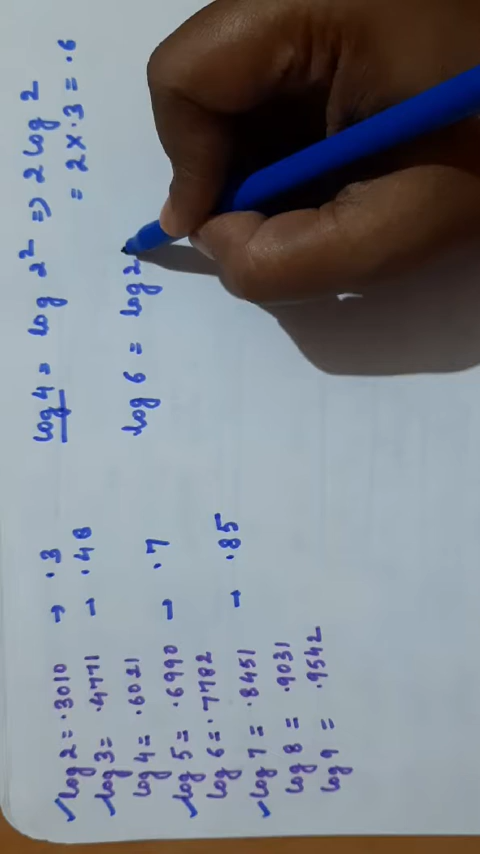 ✓log 2 = .3010 → .3
✓log 3 = .4771 → .48
log 4 = .6021
✓log 5 = .6990 → .7
log 6 = .7782
✓log 7 = .8451 → .85
log 8 = .9031
log 9 = .9542
log 4 = log 2² => 2 log 2
= 2 x .3 = .6
log 6 = log 2